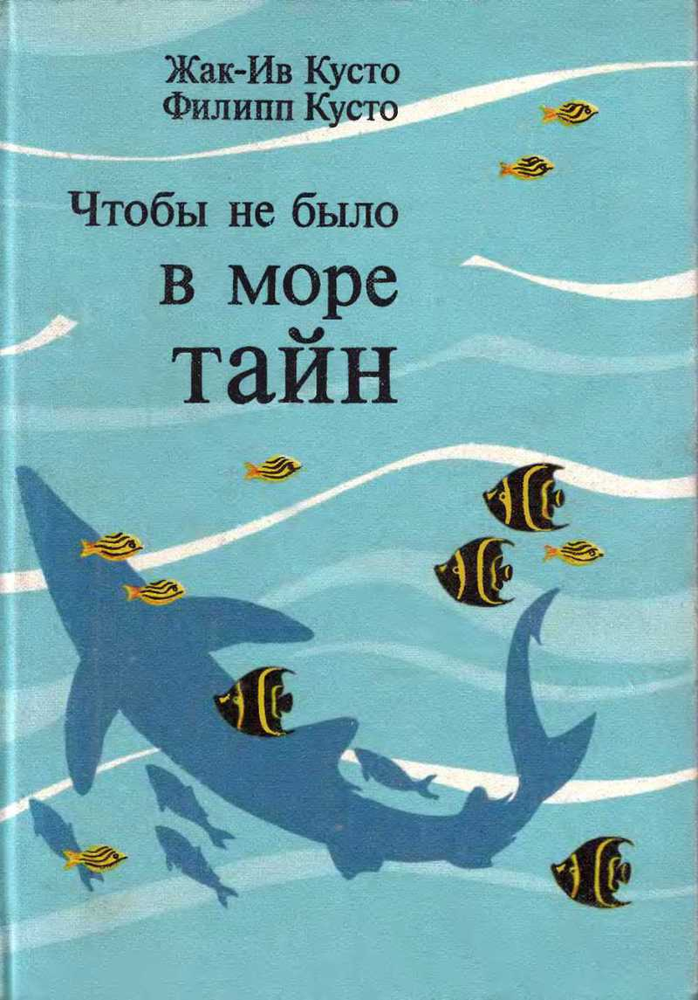 Жак-Ив Кусто
Филипп Кусто
Чтобы не было
в море
тайн